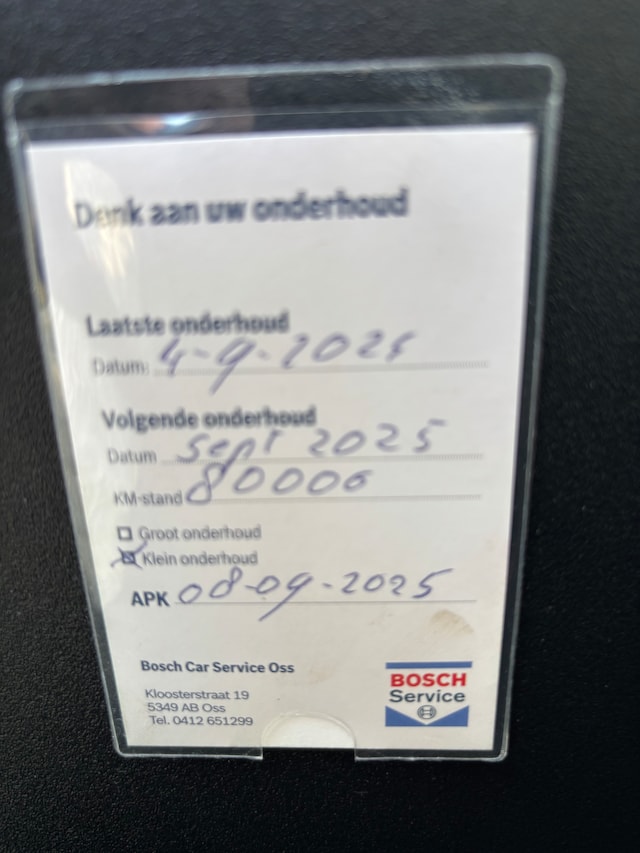 Denk aan uw onderhoud
Laatste onderhoud
Datum: 4-9-2025
Volgende onderhoud
Datum Sept 2025
KM-stand 80000
Groot onderhoud
Klein onderhoud
APK 08-09-2025
Bosch Car Service Oss
Kloosterstraat 19
5349 AB Oss
Tel. 0412 651299
BOSCH
Service